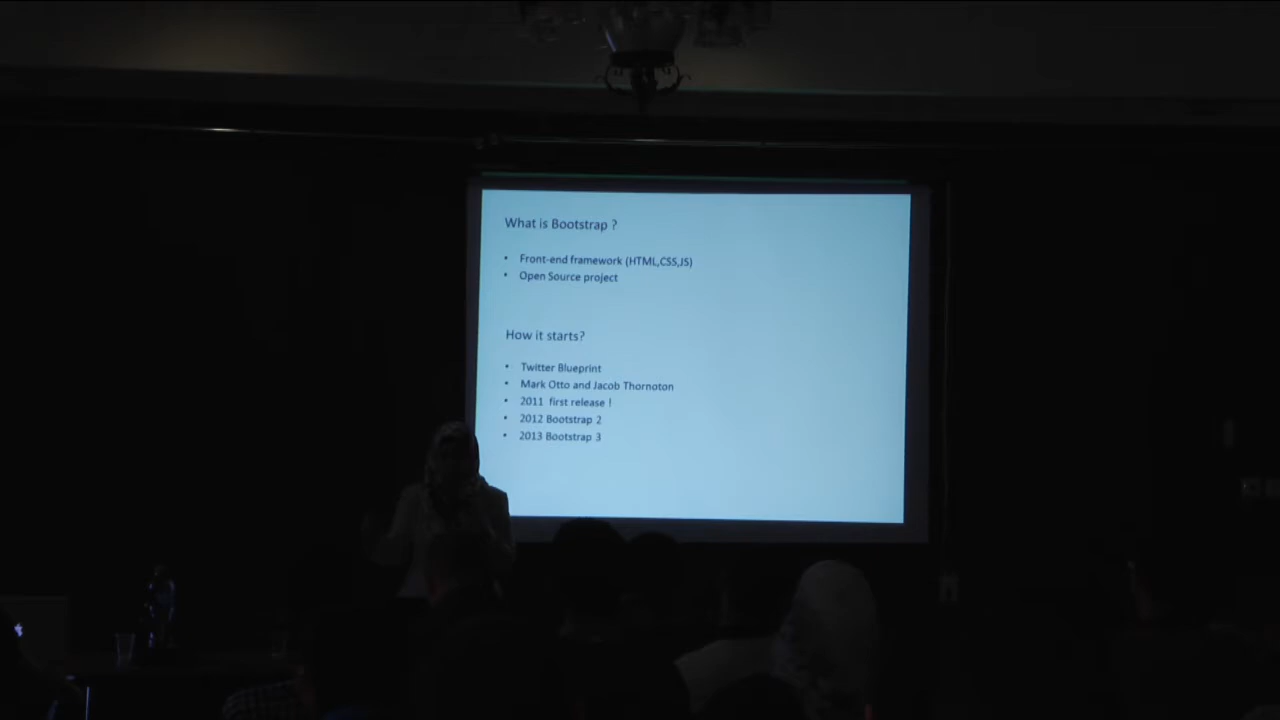 What is Bootstrap ?
• Front-end framework (HTML,CSS,JS)
• Open Source project
How it starts?
• Twitter Blueprint
• Mark Otto and Jacob Thornoton
• 2011 first release !
• 2012 Bootstrap 2
• 2013 Bootstrap 3